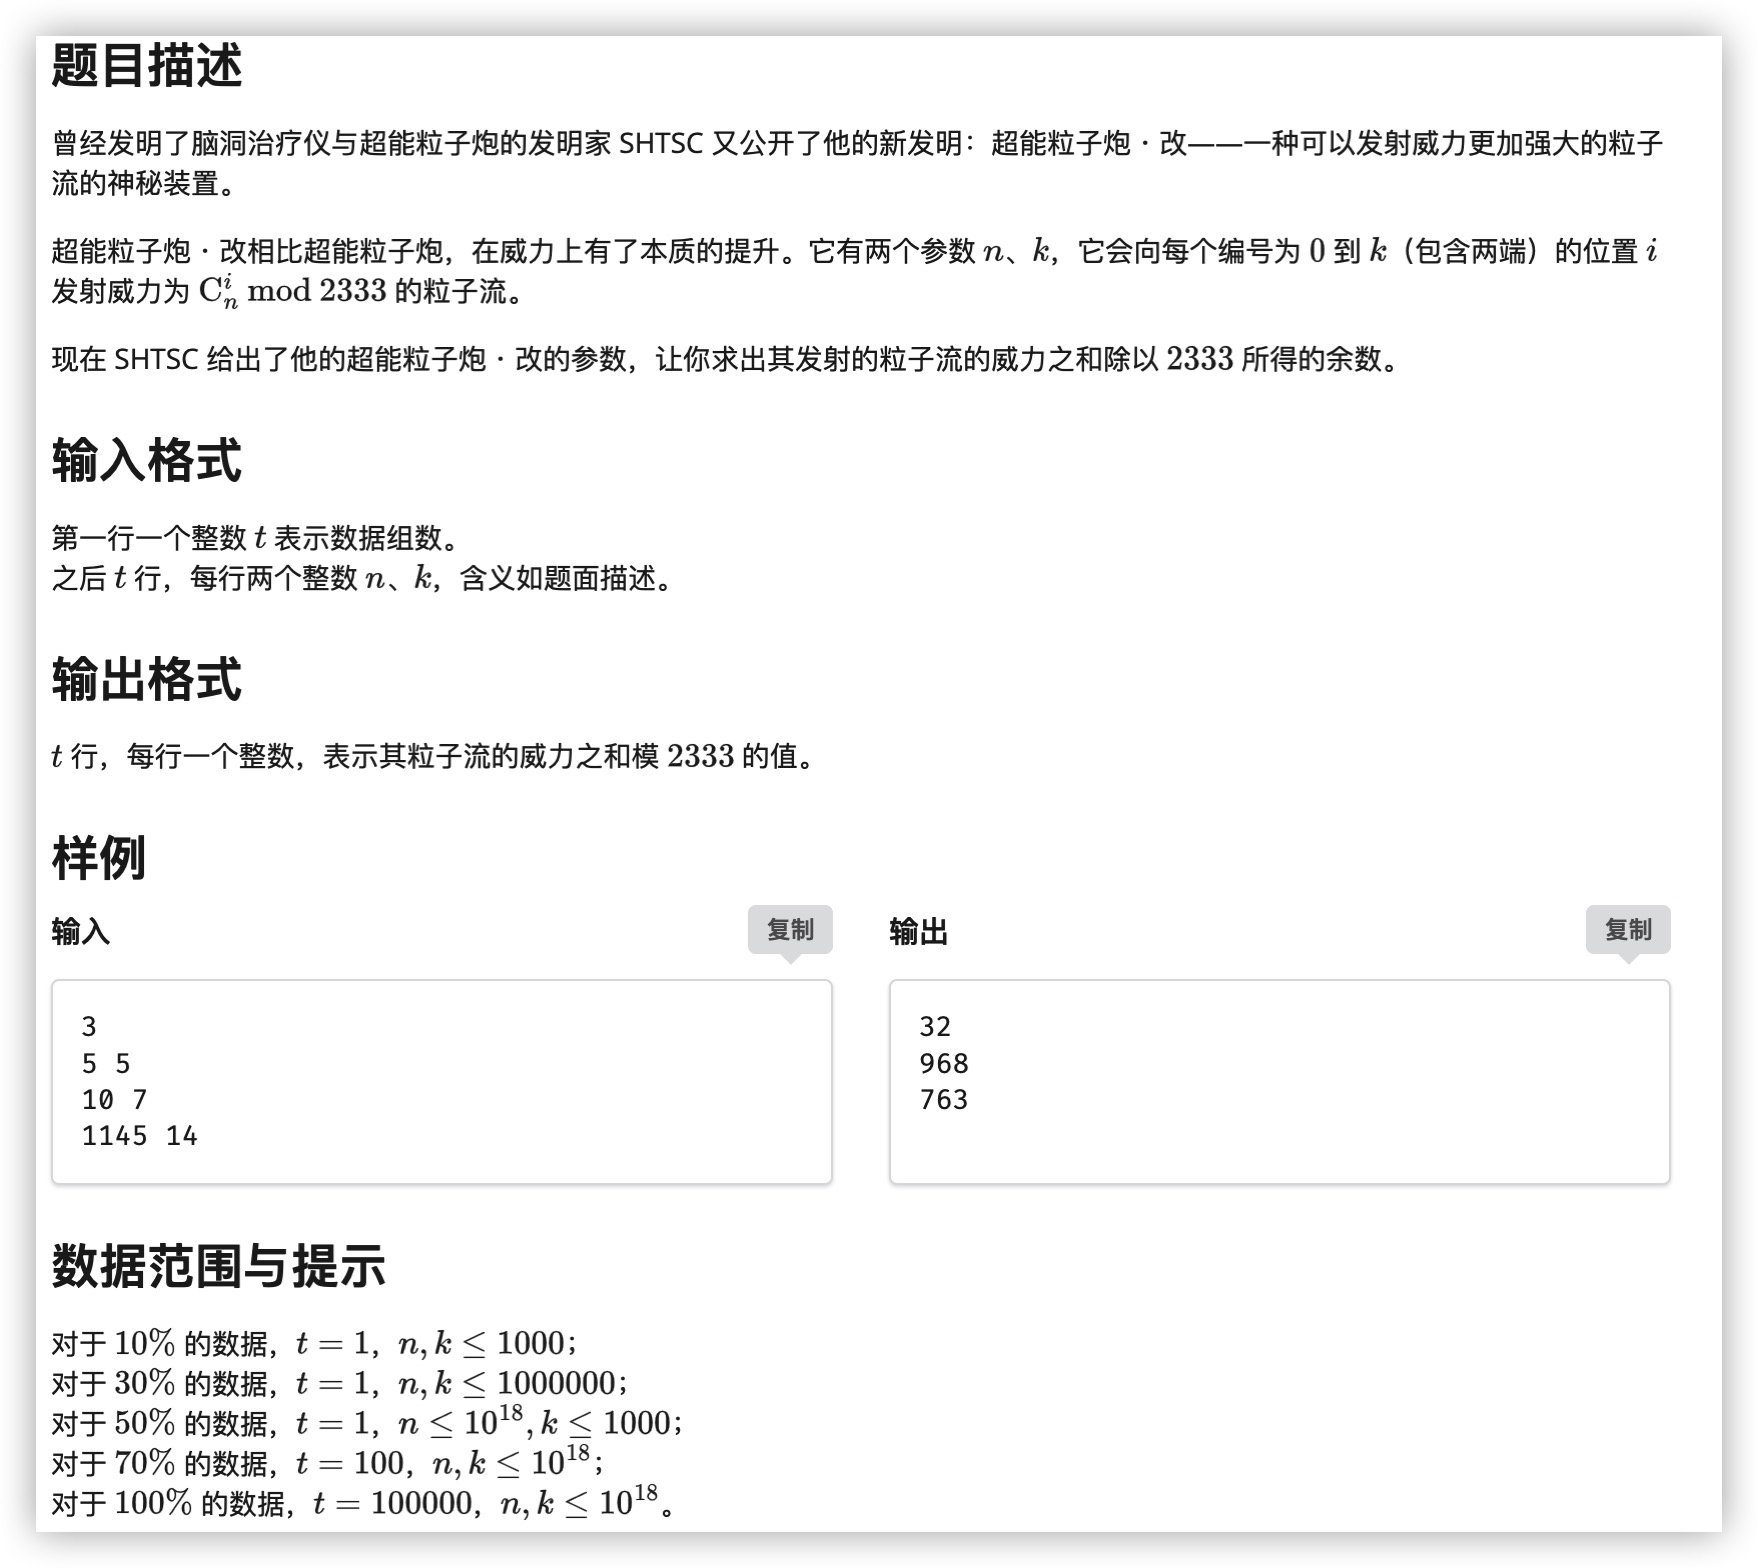 题目描述
曾经发明了脑洞治疗仪与超能粒子炮的发明家 SHTSC 又公开了他的新发明：超能粒子炮 · 改——一种可以发射威力更加强大的粒子
流的神秘装置。
超能粒子炮 · 改相比超能粒子炮，在威力上有了本质的提升。它有两个参数 n、k，它会向每个编号为 0 到 k（包含两端）的位置 i
发射威力为 C_n^i mod 2333 的粒子流。
现在 SHTSC 给出了他的超能粒子炮 · 改的参数，让你求出其发射的粒子流的威力之和除以 2333 所得的余数。
输入格式
第一行一个整数 t 表示数据组数。
之后 t 行，每行两个整数 n、k，含义如题面描述。
输出格式
t 行，每行一个整数，表示其粒子流的威力之和模 2333 的值。
样例
输入 复制 输出 复制
3
5 5
10 7
1145 14
32
968
763
数据范围与提示
对于 10% 的数据，t = 1，n, k ≤ 1000；
对于 30% 的数据，t = 1，n, k ≤ 1000000；
对于 50% 的数据，t = 1，n ≤ 10^18, k ≤ 1000；
对于 70% 的数据，t = 100，n, k ≤ 10^18；
对于 100% 的数据，t = 100000，n, k ≤ 10^18。